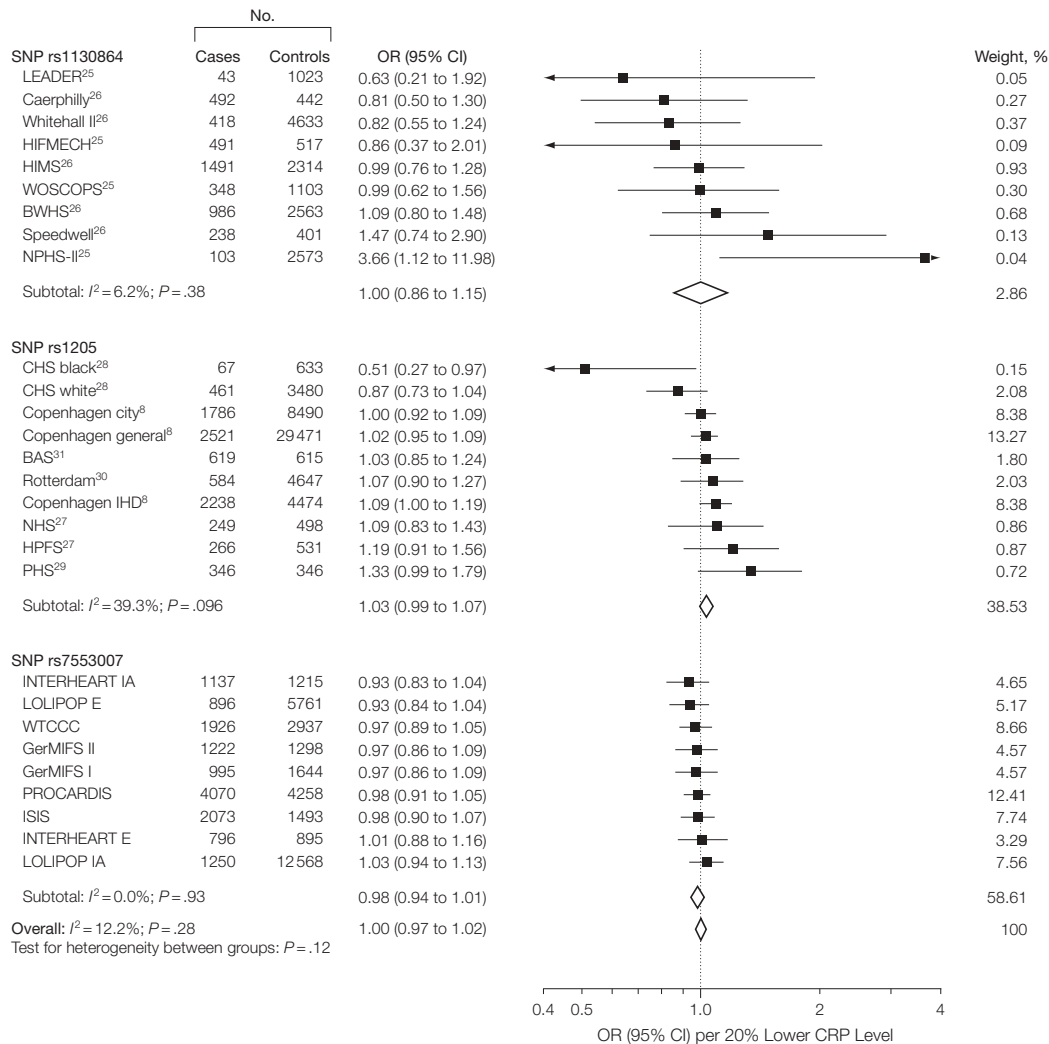 No.
SNP rs1130864 Cases Controls OR (95% CI) Weight, %
LEADER25 43 1023 0.63 (0.21 to 1.92) 0.05
Caerphilly26 492 442 0.81 (0.50 to 1.30) 0.27
Whitehall II26 418 4633 0.82 (0.55 to 1.24) 0.37
HIFMECH25 491 517 0.86 (0.37 to 2.01) 0.09
HIMS26 1491 2314 0.99 (0.76 to 1.28) 0.93
WOSCOPS25 348 1103 0.99 (0.62 to 1.56) 0.30
BWHS26 986 2563 1.09 (0.80 to 1.48) 0.68
Speedwell26 238 401 1.47 (0.74 to 2.90) 0.13
NPHS-II25 103 2573 3.66 (1.12 to 11.98) 0.04
Subtotal: I2 = 6.2%; P = .38 1.00 (0.86 to 1.15) 2.86
SNP rs1205
CHS black28 67 633 0.51 (0.27 to 0.97) 0.15
CHS white28 461 3480 0.87 (0.73 to 1.04) 2.08
Copenhagen city8 1786 8490 1.00 (0.92 to 1.09) 8.38
Copenhagen general8 2521 29 471 1.02 (0.95 to 1.09) 13.27
BAS31 619 615 1.03 (0.85 to 1.24) 1.80
Rotterdam30 584 4647 1.07 (0.90 to 1.27) 2.03
Copenhagen IHD8 2238 4474 1.09 (1.00 to 1.19) 8.38
NHS27 249 498 1.09 (0.83 to 1.43) 0.86
HPFS27 266 531 1.19 (0.91 to 1.56) 0.87
PHS29 346 346 1.33 (0.99 to 1.79) 0.72
Subtotal: I2 = 39.3%; P = .096 1.03 (0.99 to 1.07) 38.53
SNP rs7553007
INTERHEART IA 1137 1215 0.93 (0.83 to 1.04) 4.65
LOLIPOP E 896 5761 0.93 (0.84 to 1.04) 5.17
WTCCC 1926 2937 0.97 (0.89 to 1.05) 8.66
GerMIFS II 1222 1298 0.97 (0.86 to 1.09) 4.57
GerMIFS I 995 1644 0.97 (0.86 to 1.09) 4.57
PROCARDIS 4070 4258 0.98 (0.91 to 1.05) 12.41
ISIS 2073 1493 0.98 (0.90 to 1.07) 7.74
INTERHEART E 796 895 1.01 (0.88 to 1.16) 3.29
LOLIPOP IA 1250 12 568 1.03 (0.94 to 1.13) 7.56
Subtotal: I2 = 0.0%; P = .93 0.98 (0.94 to 1.01) 58.61
Overall: I2 = 12.2%; P = .28 1.00 (0.97 to 1.02) 100
Test for heterogeneity between groups: P = .12
0.4 0.5 1.0 2 4
OR (95% CI) per 20% Lower CRP Level